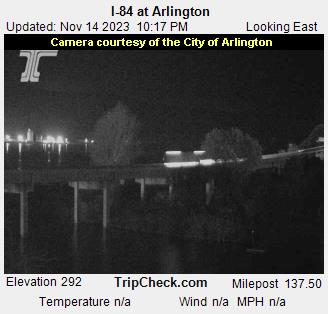 I-84 at Arlington
Updated: Nov 14 2023 10:17 PM Looking East
Camera courtesy of the City of Arlington
Elevation 292 TripCheck.com Milepost 137.50
Temperature n/a Wind n/a MPH n/a